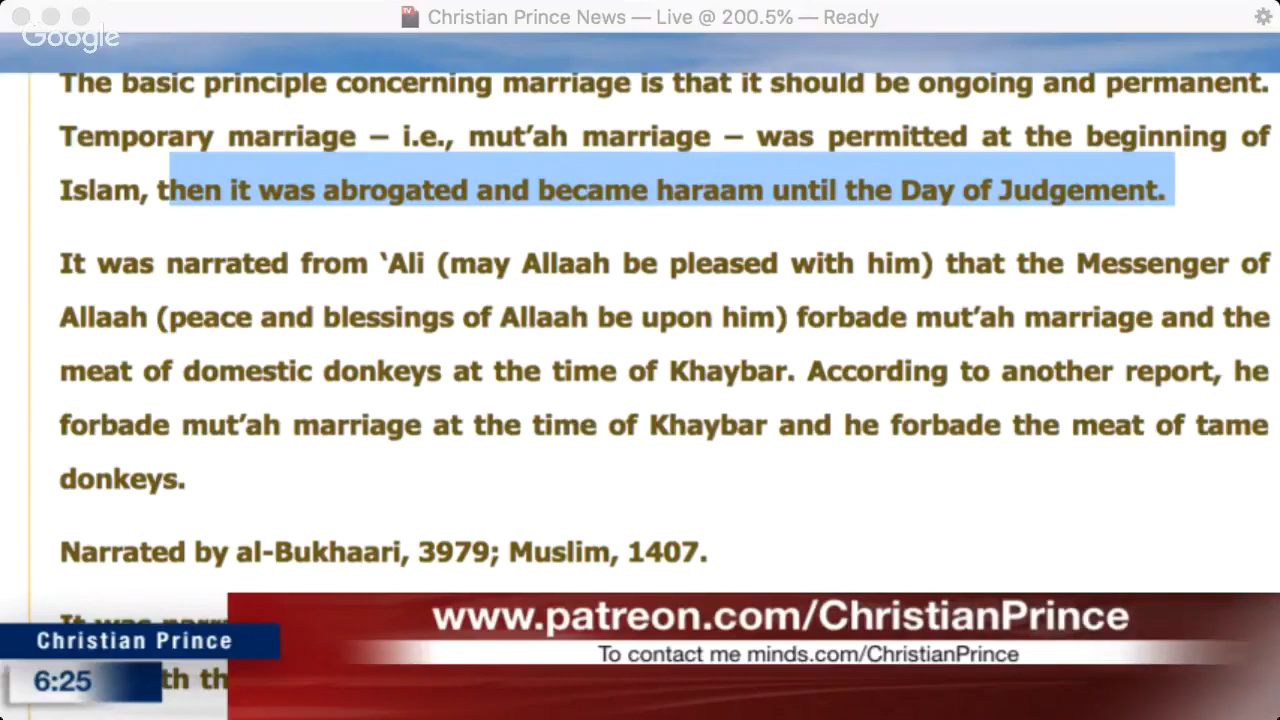 Christian Prince News — Live @ 200.5% — Ready
Google
The basic principle concerning marriage is that it should be ongoing and permanent.
Temporary marriage – i.e., mut’ah marriage – was permitted at the beginning of
Islam, then it was abrogated and became haraam until the Day of Judgement.
It was narrated from ‘Ali (may Allaah be pleased with him) that the Messenger of
Allaah (peace and blessings of Allaah be upon him) forbade mut’ah marriage and the
meat of domestic donkeys at the time of Khaybar. According to another report, he
forbade mut’ah marriage at the time of Khaybar and he forbade the meat of tame
donkeys.
Narrated by al-Bukhaari, 3979; Muslim, 1407.
www.patreon.com/ChristianPrince
Christian Prince
To contact me minds.com/ChristianPrince
6:25